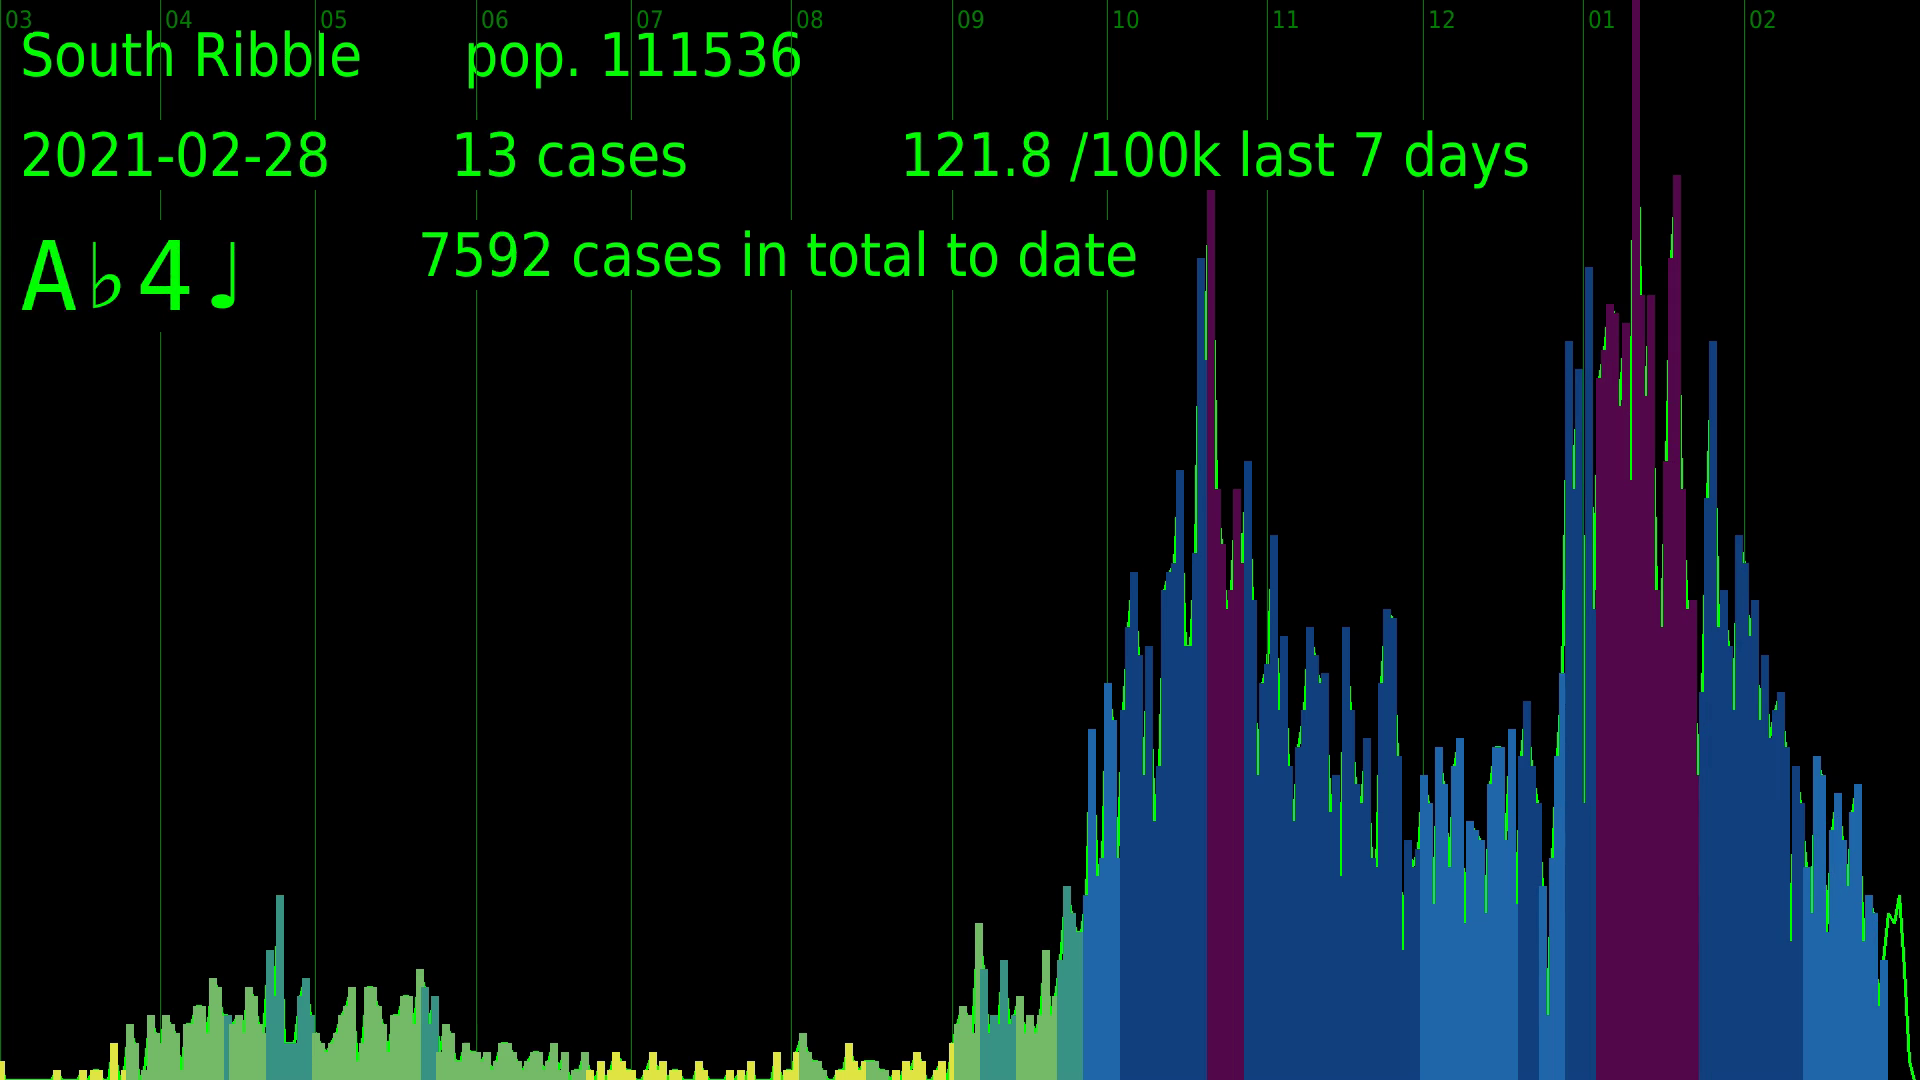 03 04 05 06 07 08 09 10 11 12 01 02
South Ribble pop. 111536
2021-02-28 13 cases 121.8 /100k last 7 days
A♭4♩ 7592 cases in total to date